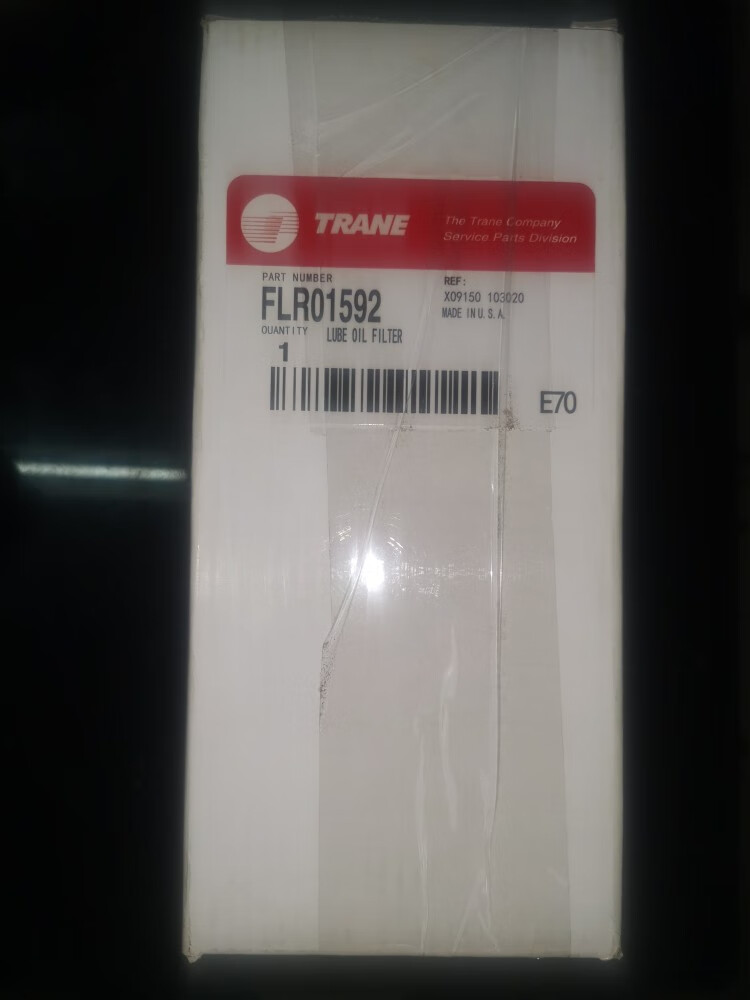 TRANE
The Trane Company
Service Parts Division
PART NUMBER
FLR01592
REF:
X09150 103020
MADE IN U.S.A.
QUANTITY
LUBE OIL FILTER
1
E70